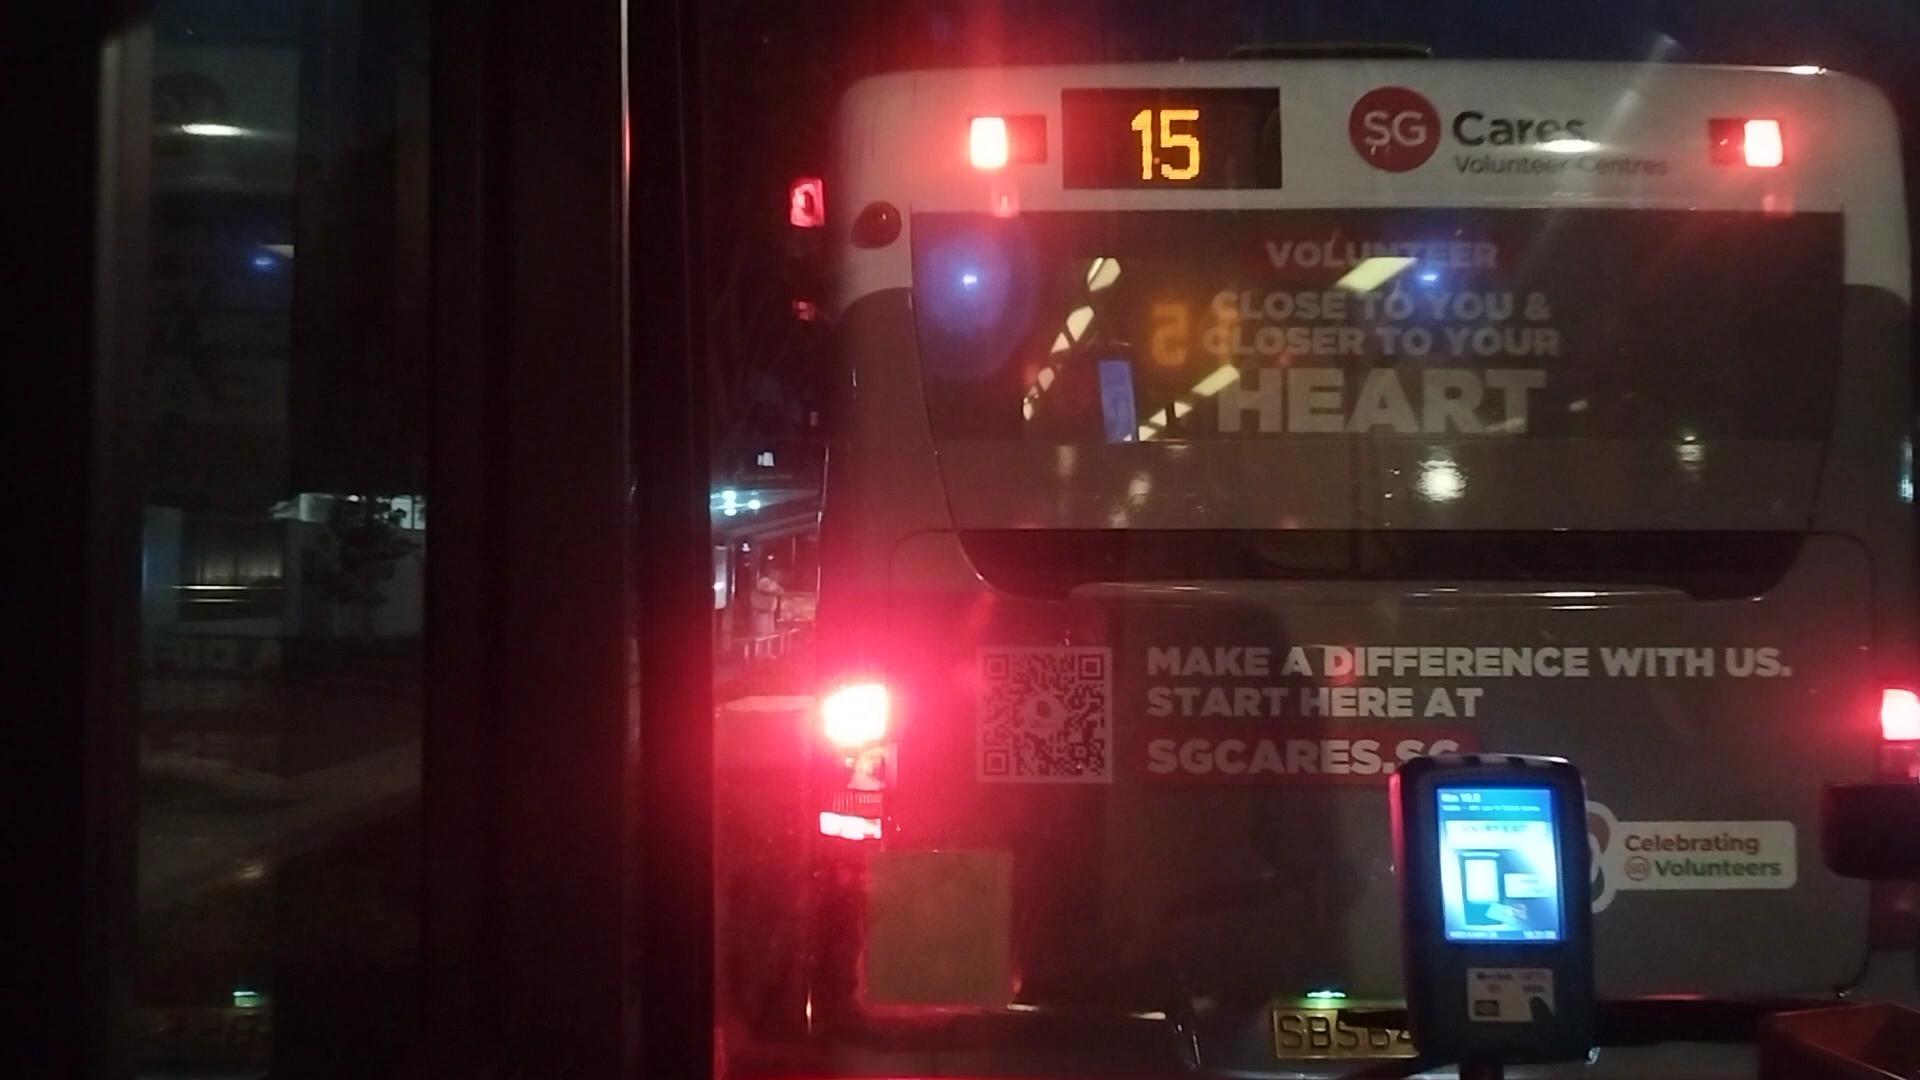 15
SG Cares
Volunteer Centres
VOLUNTEER
CLOSE TO YOU &
CLOSER TO YOUR
HEART
MAKE A DIFFERENCE WITH US.
START HERE AT
SGCARES.SG
Celebrating
SG Volunteers